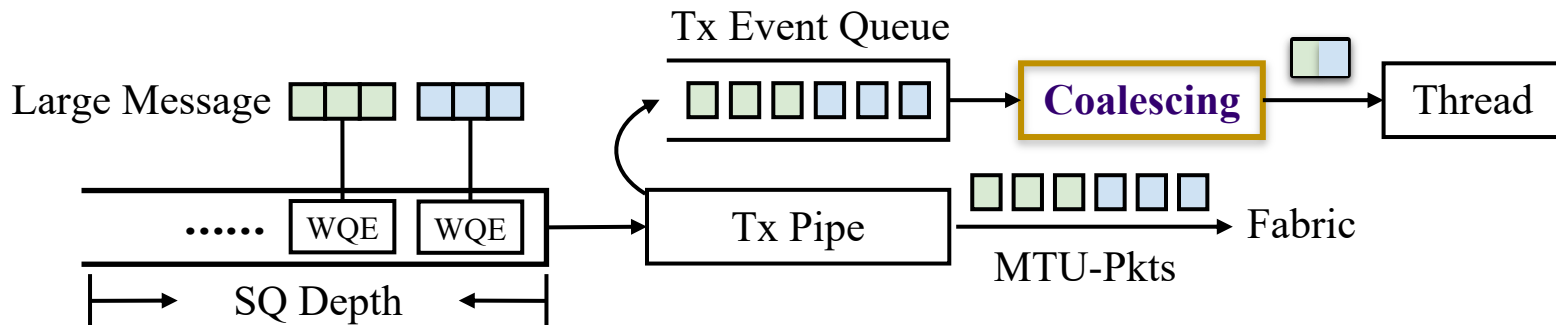 Tx Event Queue
Large Message
Coalescing
Thread
...... WQE WQE
Tx Pipe
Fabric
MTU-Pkts
SQ Depth